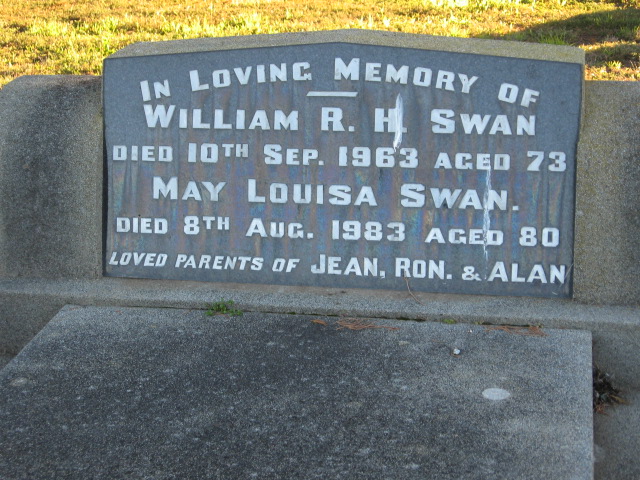 IN LOVING MEMORY OF
WILLIAM R. H. SWAN
DIED 10TH SEP. 1963 AGED 73
MAY LOUISA SWAN.
DIED 8TH AUG. 1983 AGED 80
LOVED PARENTS OF JEAN, RON. & ALAN